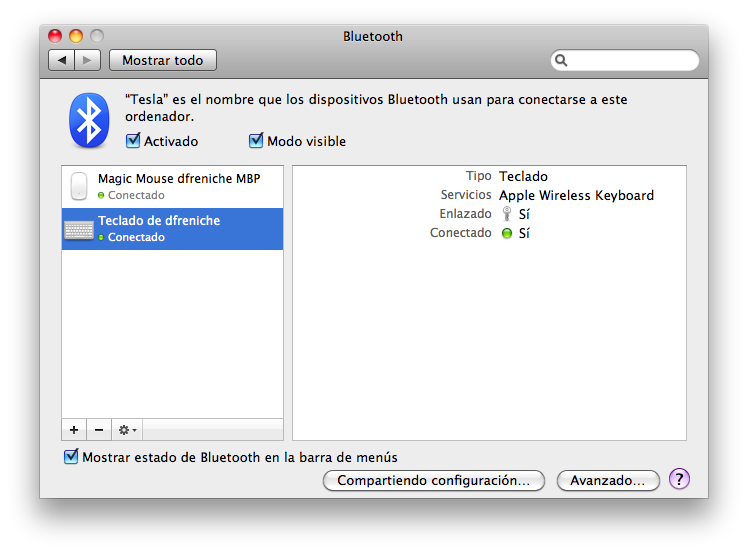 Bluetooth
Mostrar todo
“Tesla” es el nombre que los dispositivos Bluetooth usan para conectarse a este
ordenador.
Activado
Modo visible
Magic Mouse dfreniche MBP
Conectado
Teclado de dfreniche
Conectado
Tipo Teclado
Servicios Apple Wireless Keyboard
Enlazado Sí
Conectado Sí
+ −
Mostrar estado de Bluetooth en la barra de menús
Compartiendo configuración... Avanzado... ?